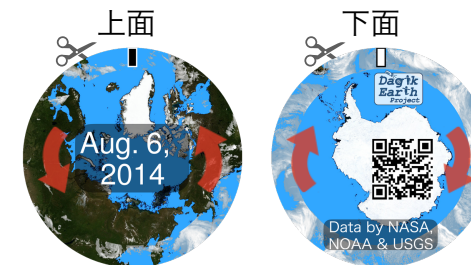 上面
下面
Aug. 6,
2014
Dagik
Earth
Project
Data by NASA,
NOAA & USGS